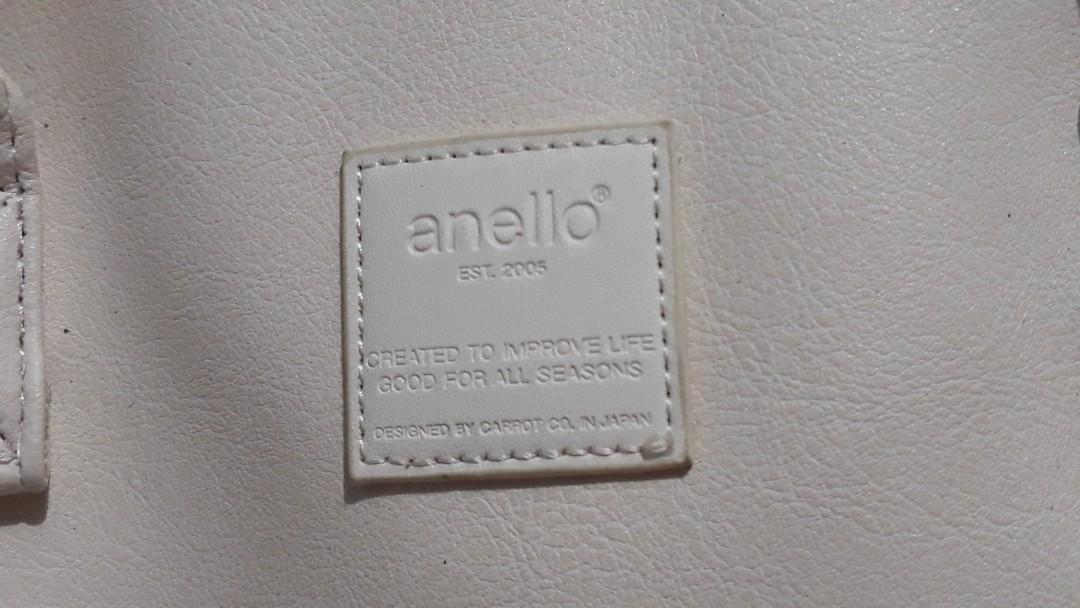 anello®
EST. 2005
CREATED TO IMPROVE LIFE
GOOD FOR ALL SEASONS
DESIGNED BY CARROT CO. IN JAPAN